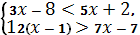 3x − 8 < 5x + 2,
12(x − 1) > 7x − 7